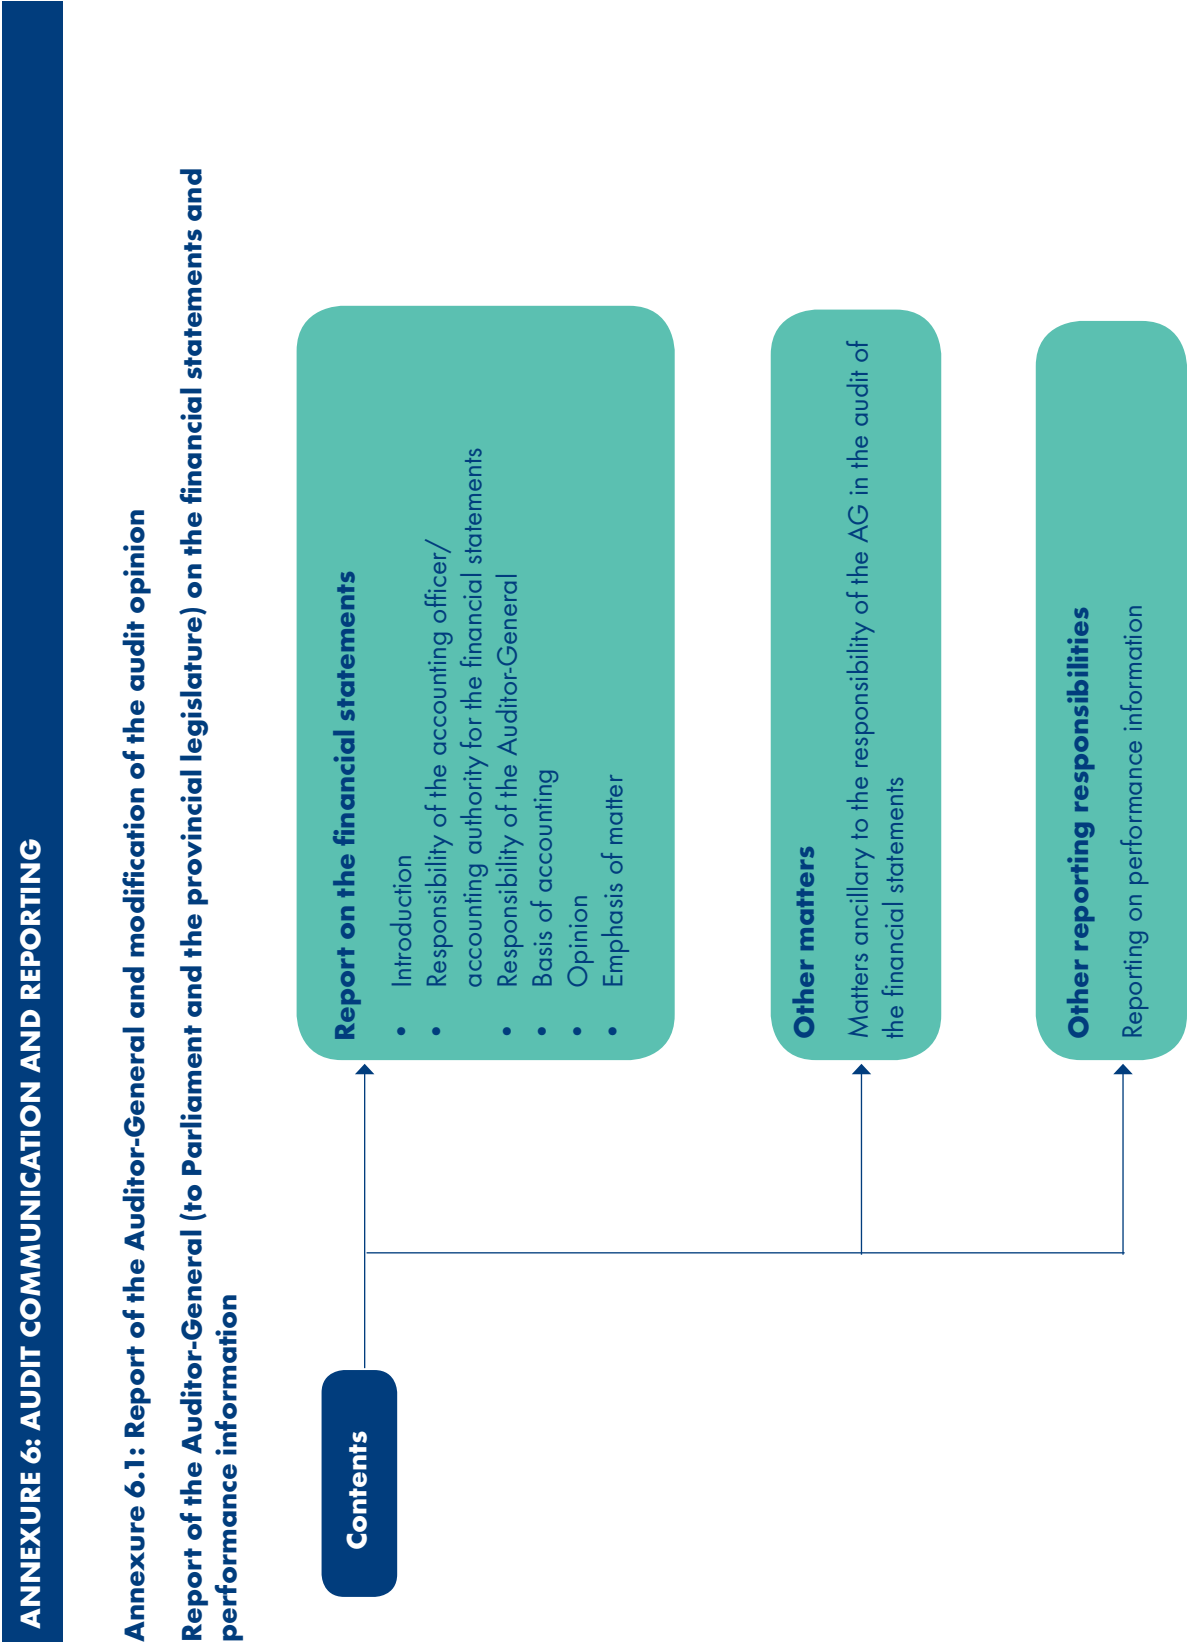 ANNEXURE 6: AUDIT COMMUNICATION AND REPORTING
Annexure 6.1: Report of the Auditor-General and modification of the audit opinion
Report of the Auditor-General (to Parliament and the provincial legislature) on the financial statements and
performance information
Contents
Report on the financial statements
• Introduction
• Responsibility of the accounting officer/
accounting authority for the financial statements
• Responsibility of the Auditor-General
• Basis of accounting
• Opinion
• Emphasis of matter
Other matters
Matters ancillary to the responsibility of the AG in the audit of
the financial statements
Other reporting responsibilities
Reporting on performance information